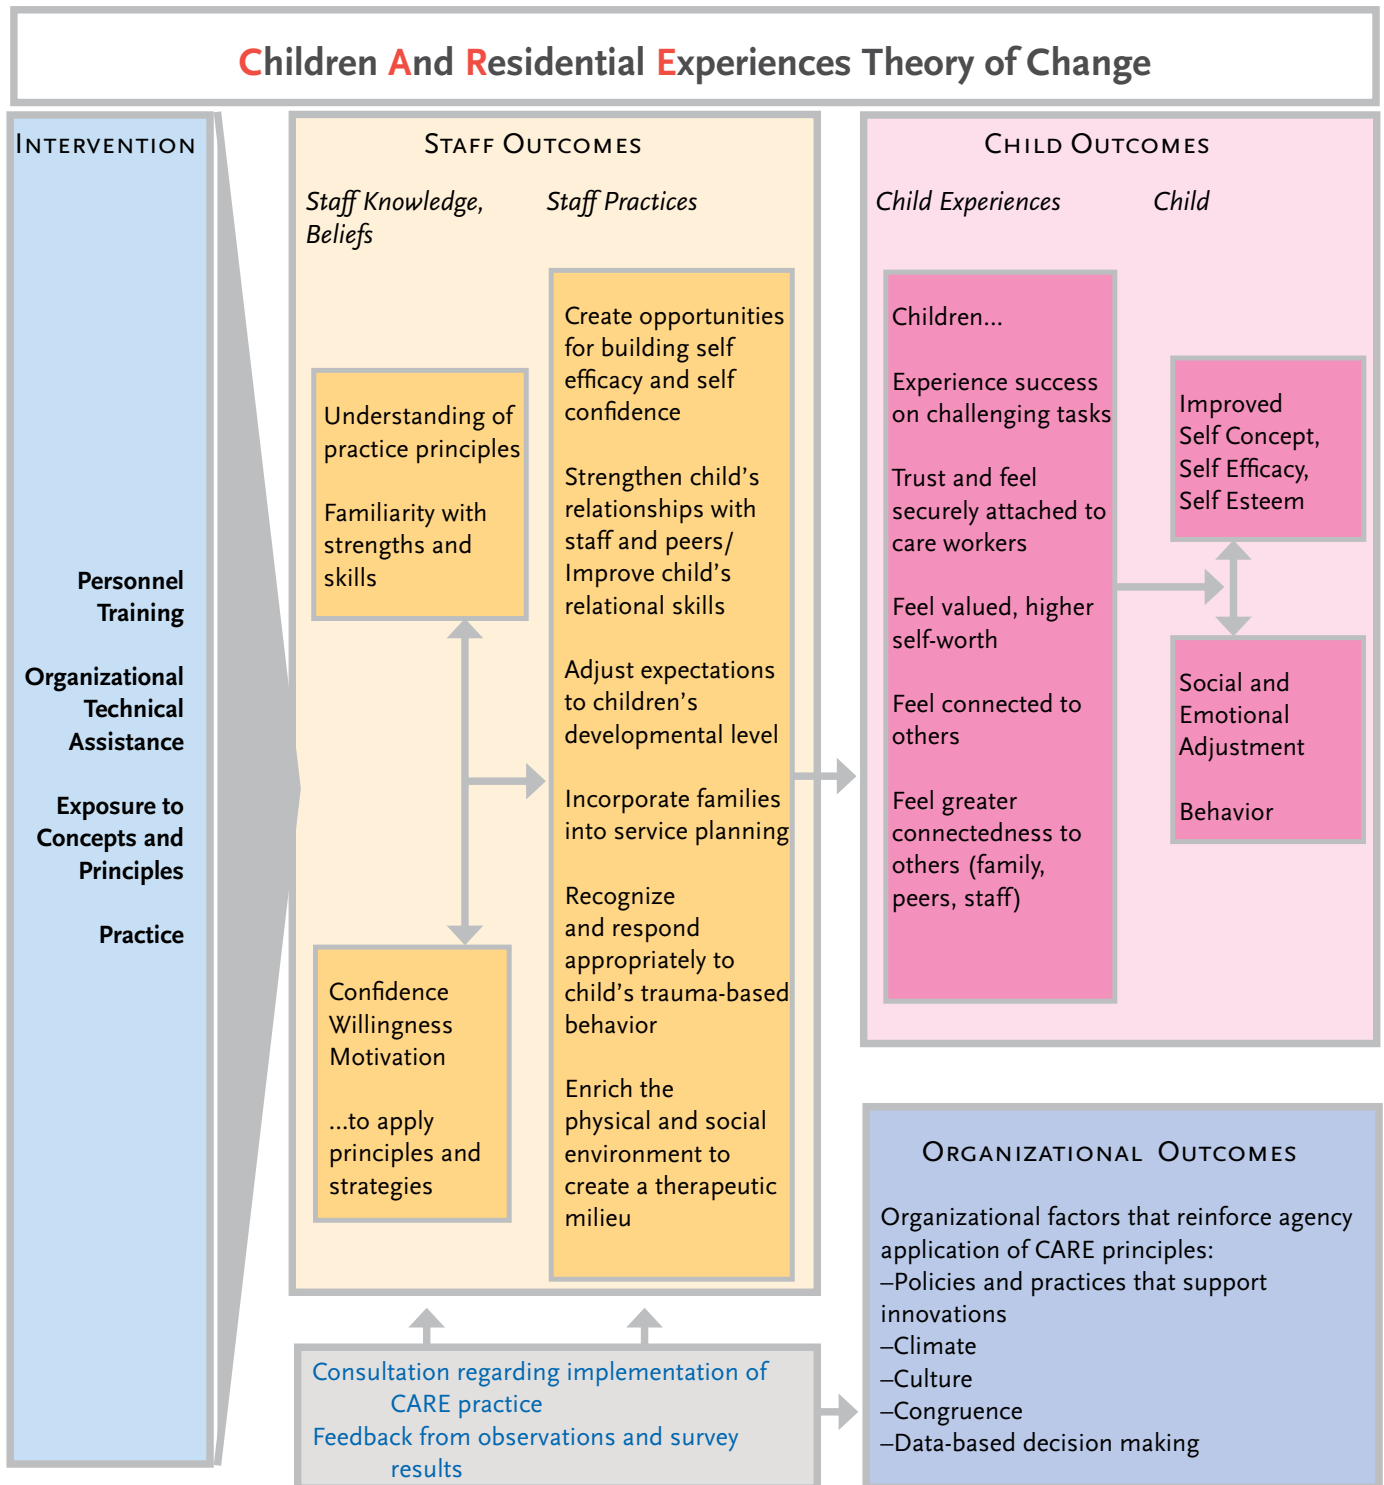 Children And Residential Experiences Theory of Change
Intervention
Personnel
Training
Organizational
Technical
Assistance
Exposure to
Concepts and
Principles
Practice
Staff Outcomes
Staff Knowledge,
Beliefs
Understanding of
practice principles
Familiarity with
strengths and
skills
Confidence
Willingness
Motivation
...to apply
principles and
strategies
Staff Practices
Create opportunities
for building self
efficacy and self
confidence
Strengthen child's
relationships with
staff and peers/
Improve child's
relational skills
Adjust expectations
to children's
developmental level
Incorporate families
into service planning
Recognize
and respond
appropriately to
child's trauma-based
behavior
Enrich the
physical and social
environment to
create a therapeutic
milieu
Child Outcomes
Child Experiences
Children...
Experience success
on challenging tasks
Trust and feel
securely attached to
care workers
Feel valued, higher
self-worth
Feel connected to
others
Feel greater
connectedness to
others (family,
peers, staff)
Child
Improved
Self Concept,
Self Efficacy,
Self Esteem
Social and
Emotional
Adjustment
Behavior
Consultation regarding implementation of
CARE practice
Feedback from observations and survey
results
Organizational Outcomes
Organizational factors that reinforce agency
application of CARE principles:
–Policies and practices that support
innovations
–Climate
–Culture
–Congruence
–Data-based decision making